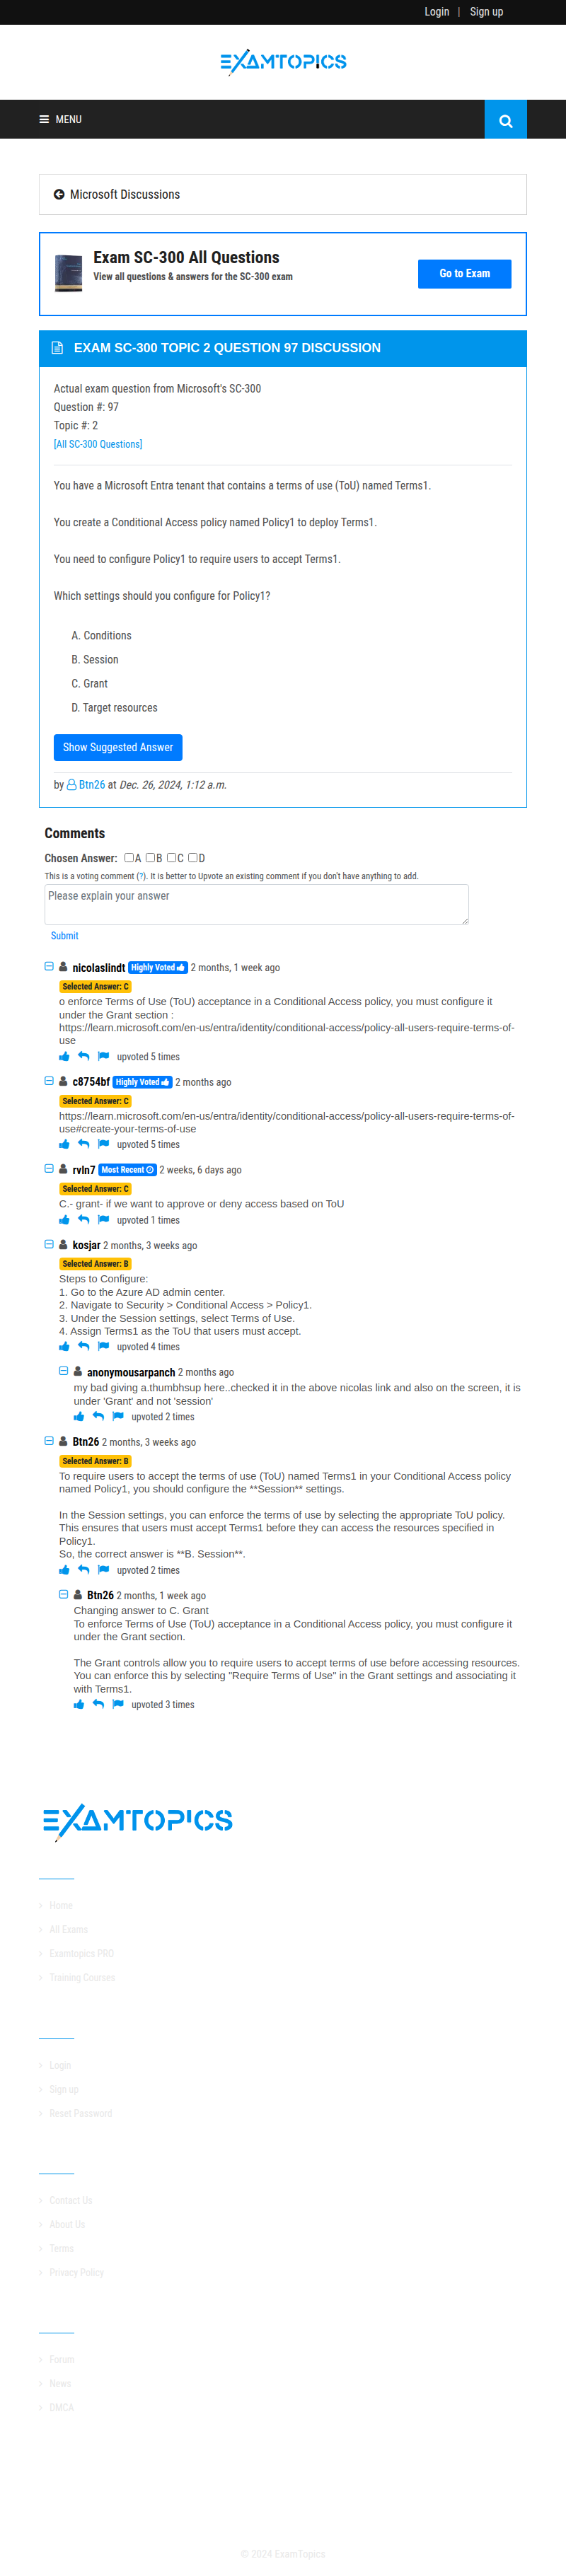 Login | Sign up
EXAMTOPICS
MENU
Microsoft Discussions
Exam SC-300 All Questions
View all questions & answers for the SC-300 exam
Go to Exam
EXAM SC-300 TOPIC 2 QUESTION 97 DISCUSSION
Actual exam question from Microsoft's SC-300
Question #: 97
Topic #: 2
[All SC-300 Questions]
You have a Microsoft Entra tenant that contains a terms of use (ToU) named Terms1.
You create a Conditional Access policy named Policy1 to deploy Terms1.
You need to configure Policy1 to require users to accept Terms1.
Which settings should you configure for Policy1?
A. Conditions
B. Session
C. Grant
D. Target resources
Show Suggested Answer
by Btn26 at Dec. 26, 2024, 1:12 a.m.
Comments
Chosen Answer: A B C D
This is a voting comment (?). It is better to Upvote an existing comment if you don't have anything to add.
Please explain your answer
Submit
nicolaslindt Highly Voted 2 months, 1 week ago
Selected Answer: C
o enforce Terms of Use (ToU) acceptance in a Conditional Access policy, you must configure it
under the Grant section :
https://learn.microsoft.com/en-us/entra/identity/conditional-access/policy-all-users-require-terms-of-
use
upvoted 5 times
c8754bf Highly Voted 2 months ago
Selected Answer: C
https://learn.microsoft.com/en-us/entra/identity/conditional-access/policy-all-users-require-terms-of-
use#create-your-terms-of-use
upvoted 5 times
rvln7 Most Recent 2 weeks, 6 days ago
Selected Answer: C
C.- grant- if we want to approve or deny access based on ToU
upvoted 1 times
kosjar 2 months, 3 weeks ago
Selected Answer: B
Steps to Configure:
1. Go to the Azure AD admin center.
2. Navigate to Security > Conditional Access > Policy1.
3. Under the Session settings, select Terms of Use.
4. Assign Terms1 as the ToU that users must accept.
upvoted 4 times
anonymousarpanch 2 months ago
my bad giving a.thumbhsup here..checked it in the above nicolas link and also on the screen, it is
under 'Grant' and not 'session'
upvoted 2 times
Btn26 2 months, 3 weeks ago
Selected Answer: B
To require users to accept the terms of use (ToU) named Terms1 in your Conditional Access policy
named Policy1, you should configure the **Session** settings.
In the Session settings, you can enforce the terms of use by selecting the appropriate ToU policy.
This ensures that users must accept Terms1 before they can access the resources specified in
Policy1.
So, the correct answer is **B. Session**.
upvoted 2 times
Btn26 2 months, 1 week ago
Changing answer to C. Grant
To enforce Terms of Use (ToU) acceptance in a Conditional Access policy, you must configure it
under the Grant section.
The Grant controls allow you to require users to accept terms of use before accessing resources.
You can enforce this by selecting "Require Terms of Use" in the Grant settings and associating it
with Terms1.
upvoted 3 times
EXAMTOPICS
Home
All Exams
Examtopics PRO
Training Courses
Login
Sign up
Reset Password
Contact Us
About Us
Terms
Privacy Policy
Forum
News
DMCA
© 2024 ExamTopics